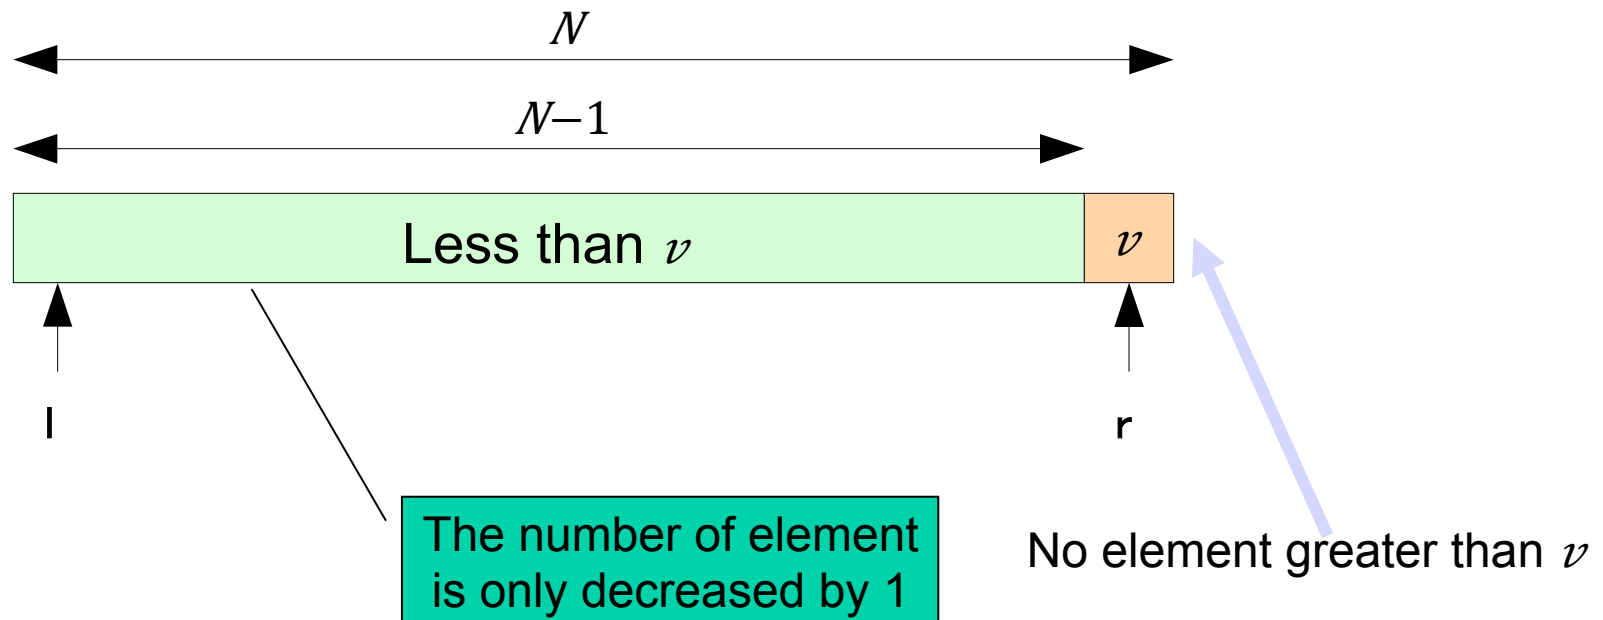 N
N−1
Less than v
v
l
r
The number of element
is only decreased by 1
No element greater than v